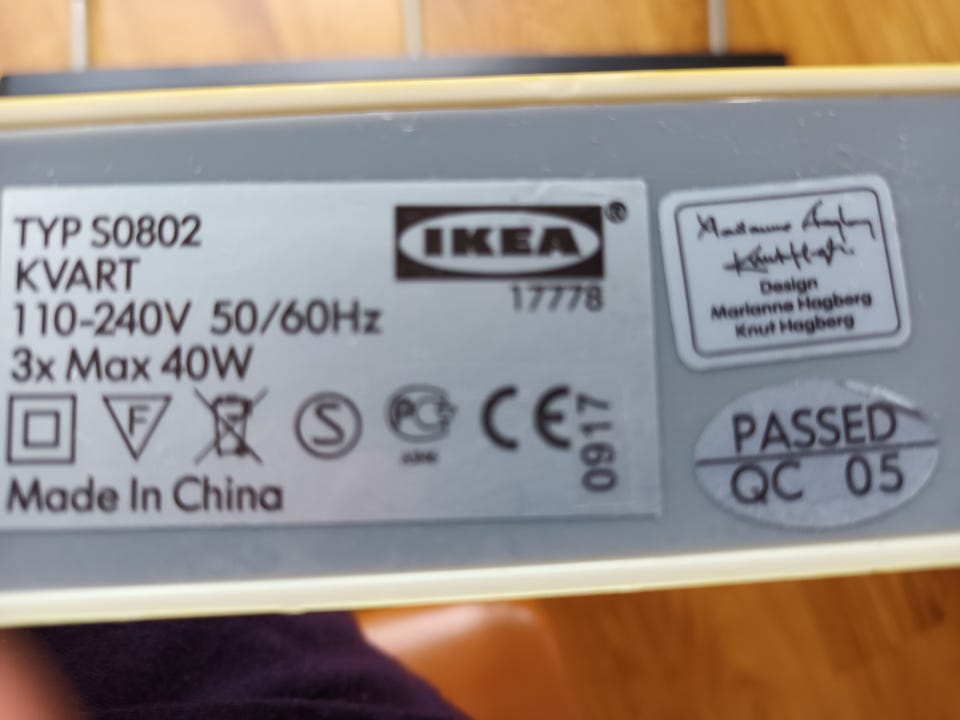 TYP S0802
KVART
110-240V 50/60Hz
3x Max 40W
F
S
CE
Made In China
IKEA®
17778
0917
Design
Marianne Hagberg
Knut Hagberg
PASSED
QC 05